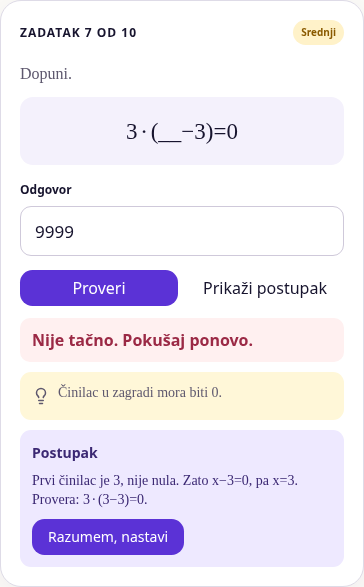 ZADATAK 7 OD 10
Srednji
Dopuni.
3·(__−3)=0
Odgovor
9999
Proveri
Prikaži postupak
Nije tačno. Pokušaj ponovo.
Činilac u zagradi mora biti 0.
Postupak
Prvi činilac je 3, nije nula. Zato x−3=0, pa x=3.
Provera: 3·(3−3)=0.
Razumem, nastavi